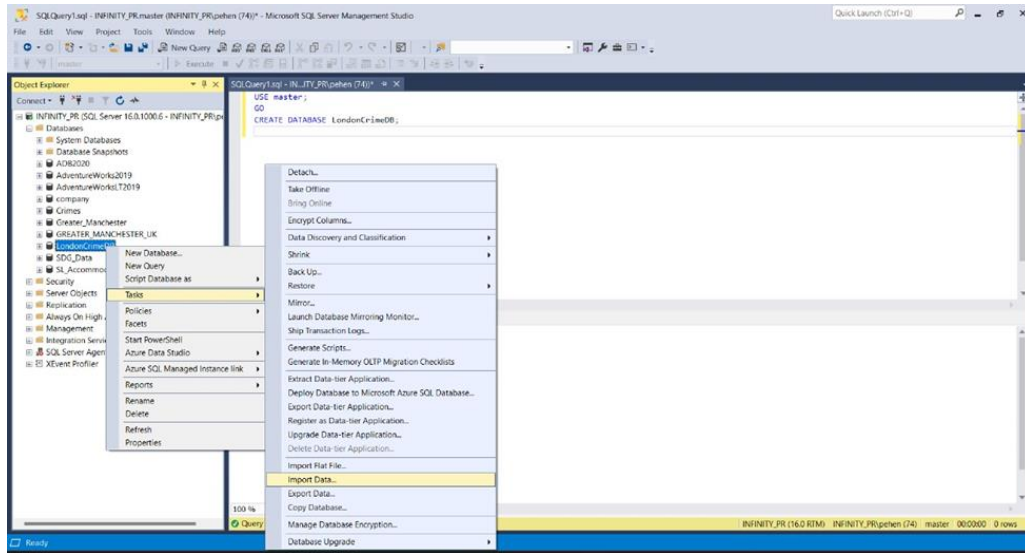 SQLQuery1.sql - INFINITY_PR.master (INFINITY_PR\pehen (74))* - Microsoft SQL Server Management Studio
Quick Launch (Ctrl+Q)
File Edit View Project Tools Window Help
New Query
master
Execute
Object Explorer
SQLQuery1.sql - IN...ITY_PR\pehen (74))*
Connect
USE master;
GO
CREATE DATABASE LondonCrimeDB;
INFINITY_PR (SQL Server 16.0.1000.6 - INFINITY_PR\pe
Databases
System Databases
Database Snapshots
ADB2020
AdventureWorks2019
AdventureWorksLT2019
company
Crimes
Greater_Manchester
GREATER_MANCHESTER_UK
LondonCrimeDB
SDG_Data
SL_Accommod
Security
Server Objects
Replication
Always On High
Management
Integration Servi
SQL Server Agen
XEvent Profiler
New Database...
New Query
Script Database as
Tasks
Policies
Facets
Start PowerShell
Azure Data Studio
Azure SQL Managed Instance link
Reports
Rename
Delete
Refresh
Properties
Detach...
Take Offline
Bring Online
Encrypt Columns...
Data Discovery and Classification
Shrink
Back Up...
Restore
Mirror...
Launch Database Mirroring Monitor...
Ship Transaction Logs...
Generate Scripts...
Generate In-Memory OLTP Migration Checklists
Extract Data-tier Application...
Deploy Database to Microsoft Azure SQL Database...
Export Data-tier Application...
Register as Data-tier Application...
Upgrade Data-tier Application...
Delete Data-tier Application...
Import Flat File...
Import Data...
Export Data...
Copy Database...
Manage Database Encryption...
Database Upgrade
100 %
Query
INFINITY_PR (16.0 RTM) INFINITY_PR\pehen (74) master 00:00:00 0 rows
Ready